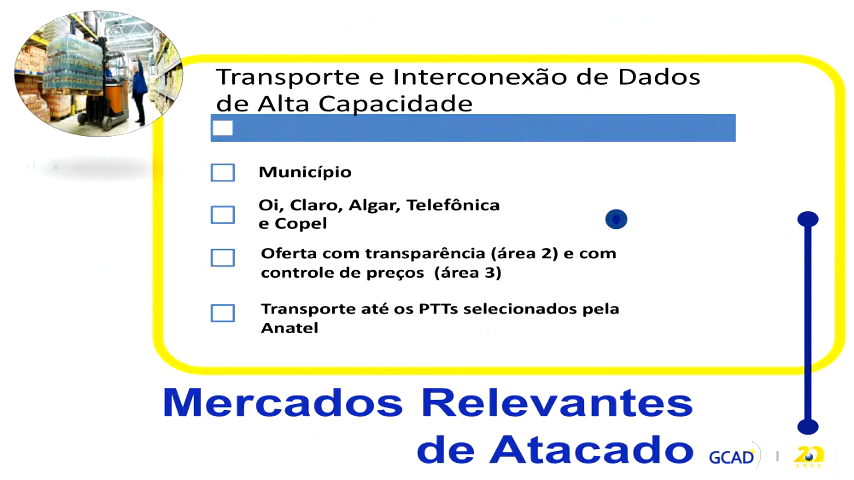 Transporte e Interconexão de Dados
de Alta Capacidade
Município
Oi, Claro, Algar, Telefônica
e Copel
Oferta com transparência (área 2) e com
controle de preços (área 3)
Transporte até os PTTs selecionados pela
Anatel
Mercados Relevantes
de Atacado
GCAD
20